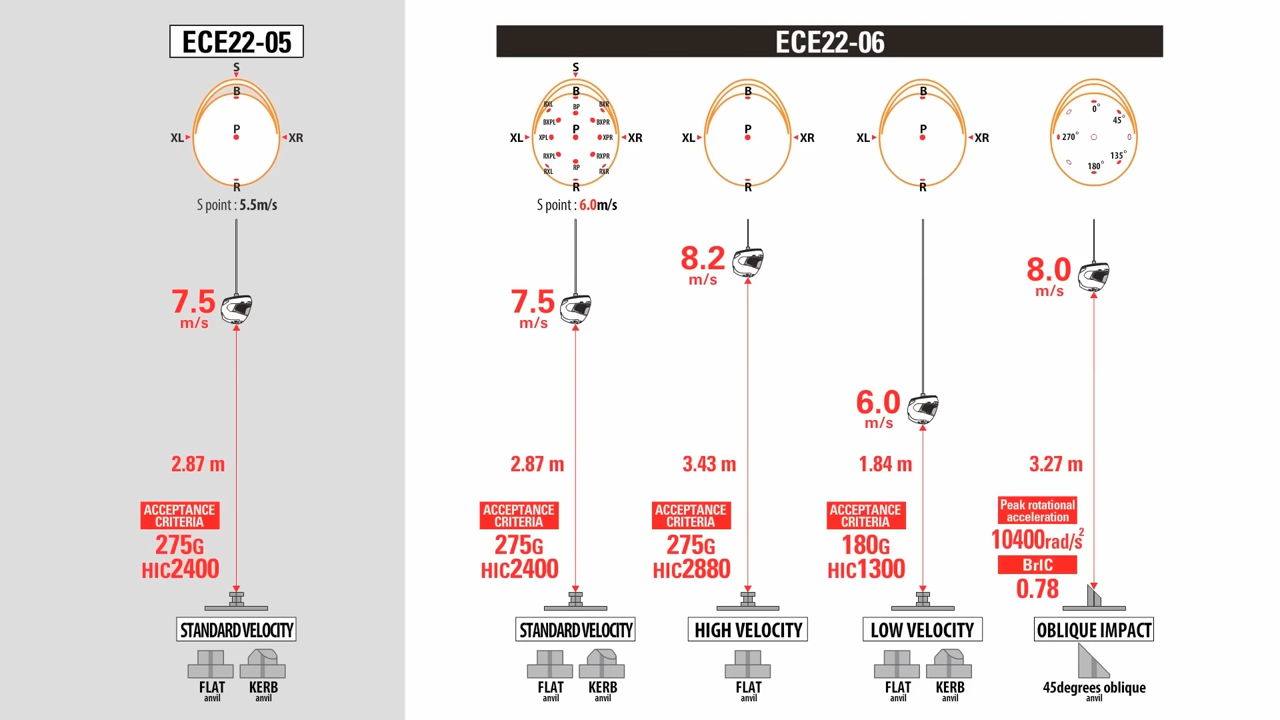 ECE22-05
S
B
P
XL
XR
R
S point : 5.5m/s
7.5
m/s
2.87 m
ACCEPTANCE
CRITERIA
275G
HIC2400
STANDARD VELOCITY
FLAT
anvil
KERB
anvil
ECE22-06
S
B
BXL
BP
BXR
BXPL
BXPR
P
XL
XPL
XPR
XR
RXPL
RXPR
RP
RXL
RXR
R
S point : 6.0m/s
7.5
m/s
2.87 m
ACCEPTANCE
CRITERIA
275G
HIC2400
STANDARD VELOCITY
FLAT
anvil
KERB
anvil
B
P
XL
XR
R
8.2
m/s
3.43 m
ACCEPTANCE
CRITERIA
275G
HIC2880
HIGH VELOCITY
FLAT
anvil
B
P
XL
XR
R
6.0
m/s
1.84 m
ACCEPTANCE
CRITERIA
180G
HIC1300
LOW VELOCITY
FLAT
anvil
KERB
anvil
0°
45°
270°
135°
180°
8.0
m/s
3.27 m
Peak rotational
acceleration
10400rad/s²
BrIC
0.78
OBLIQUE IMPACT
45degrees oblique
anvil